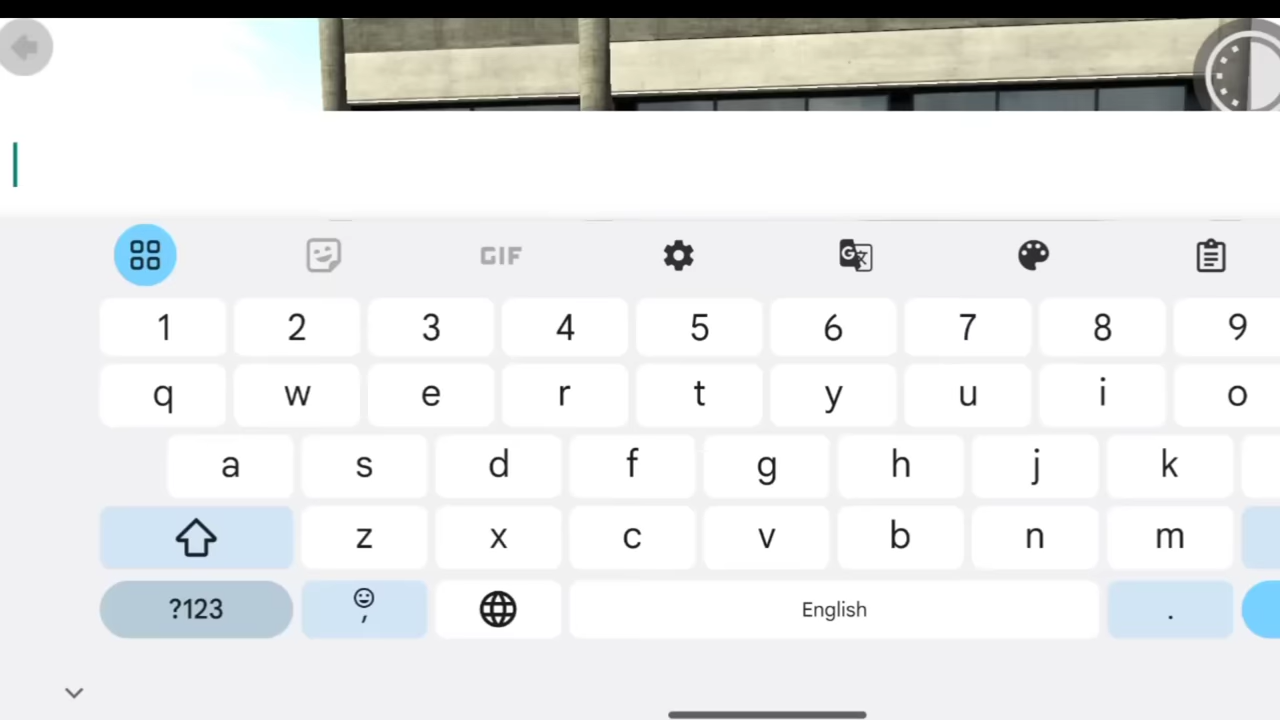 GIF
1 2 3 4 5 6 7 8 9
q w e r t y u i o
a s d f g h j k
z x c v b n m
?123 , English .